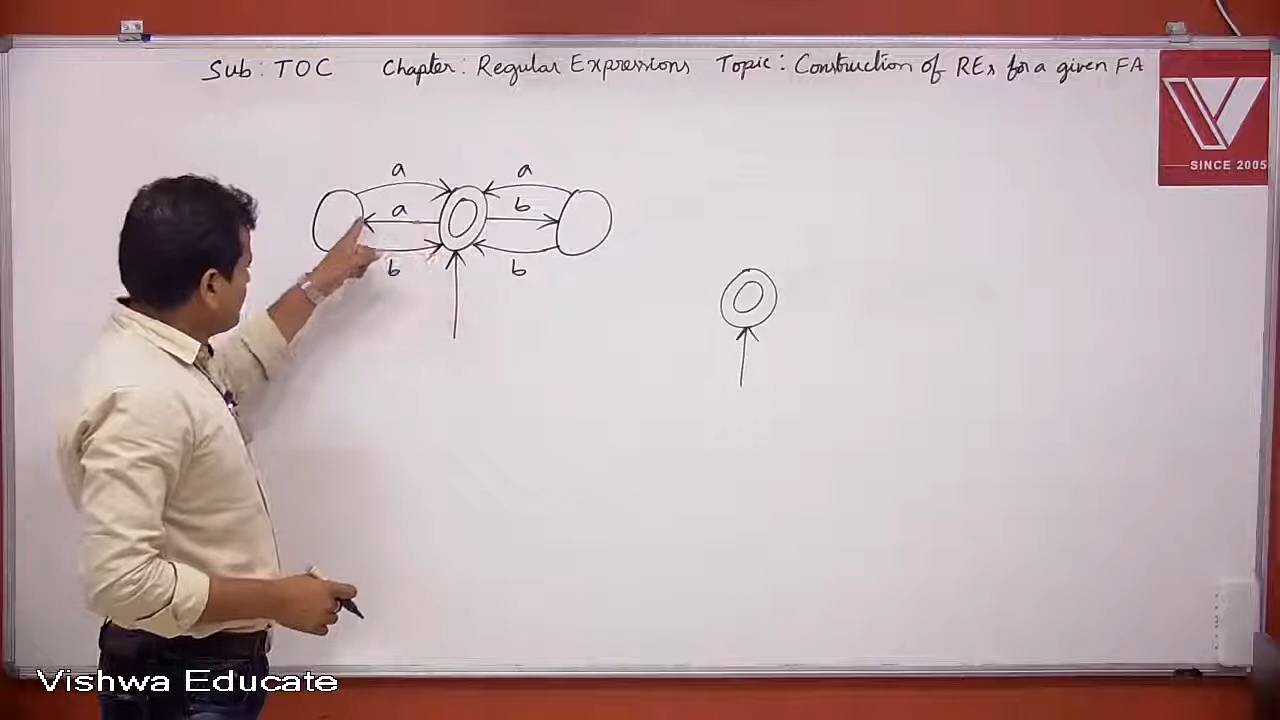 Sub : TOC Chapter : Regular Expressions Topic : Construction of REs for a given FA
SINCE 2005
a a
a b
b b
Vishwa Educate